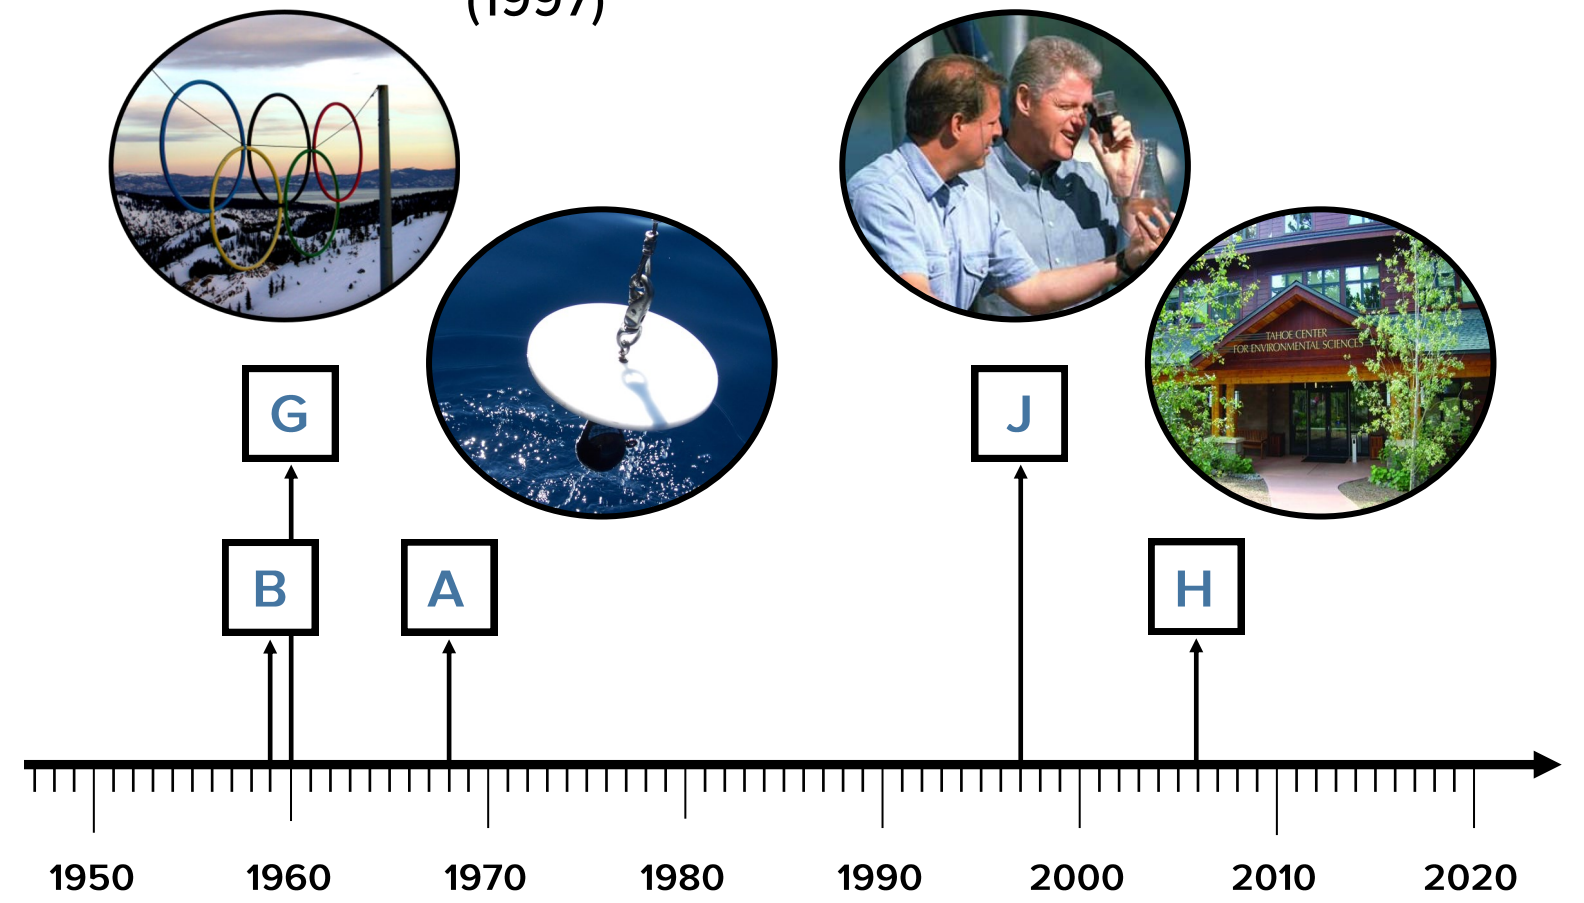 (1997)
TAHOE CENTER
FOR ENVIRONMENTAL SCIENCES
G
J
B
A
H
1950 1960 1970 1980 1990 2000 2010 2020